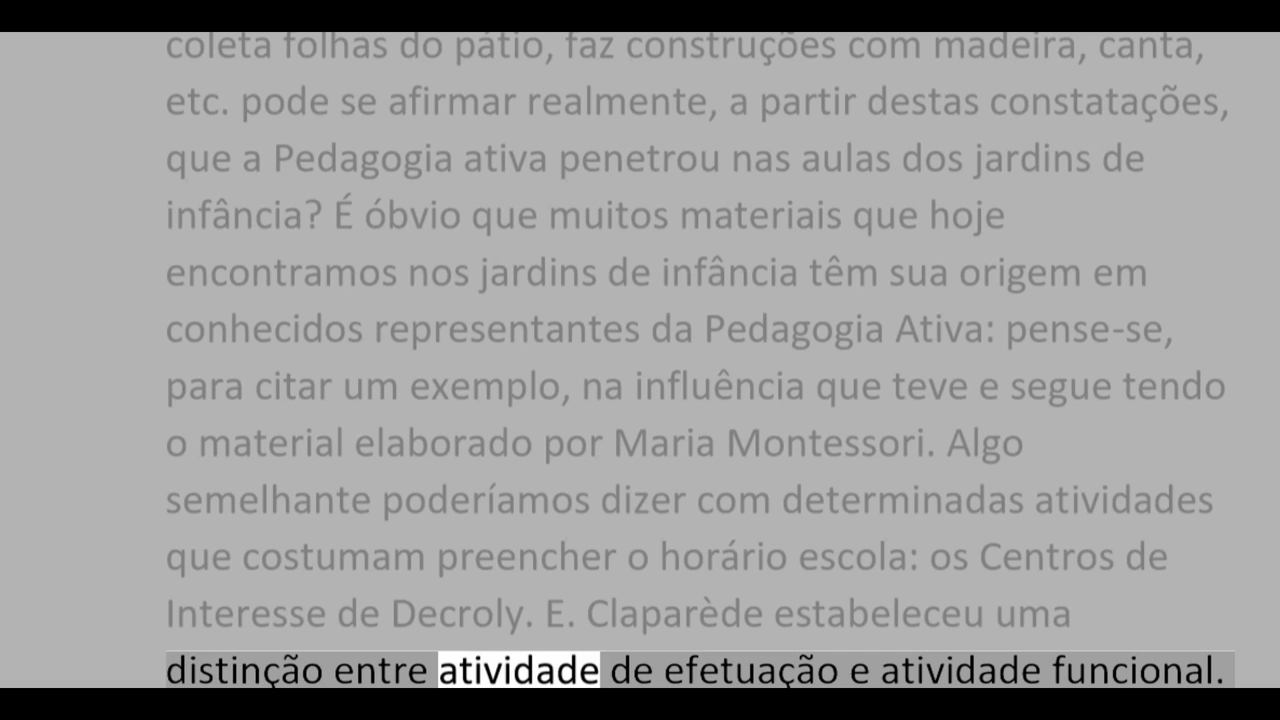 coleta folhas do pátio, faz construções com madeira, canta,
etc. pode se afirmar realmente, a partir destas constatações,
que a Pedagogia ativa penetrou nas aulas dos jardins de
infância? É óbvio que muitos materiais que hoje
encontramos nos jardins de infância têm sua origem em
conhecidos representantes da Pedagogia Ativa: pense-se,
para citar um exemplo, na influência que teve e segue tendo
o material elaborado por Maria Montessori. Algo
semelhante poderíamos dizer com determinadas atividades
que costumam preencher o horário escola: os Centros de
Interesse de Decroly. E. Claparède estabeleceu uma
distinção entre atividade de efetuação e atividade funcional.